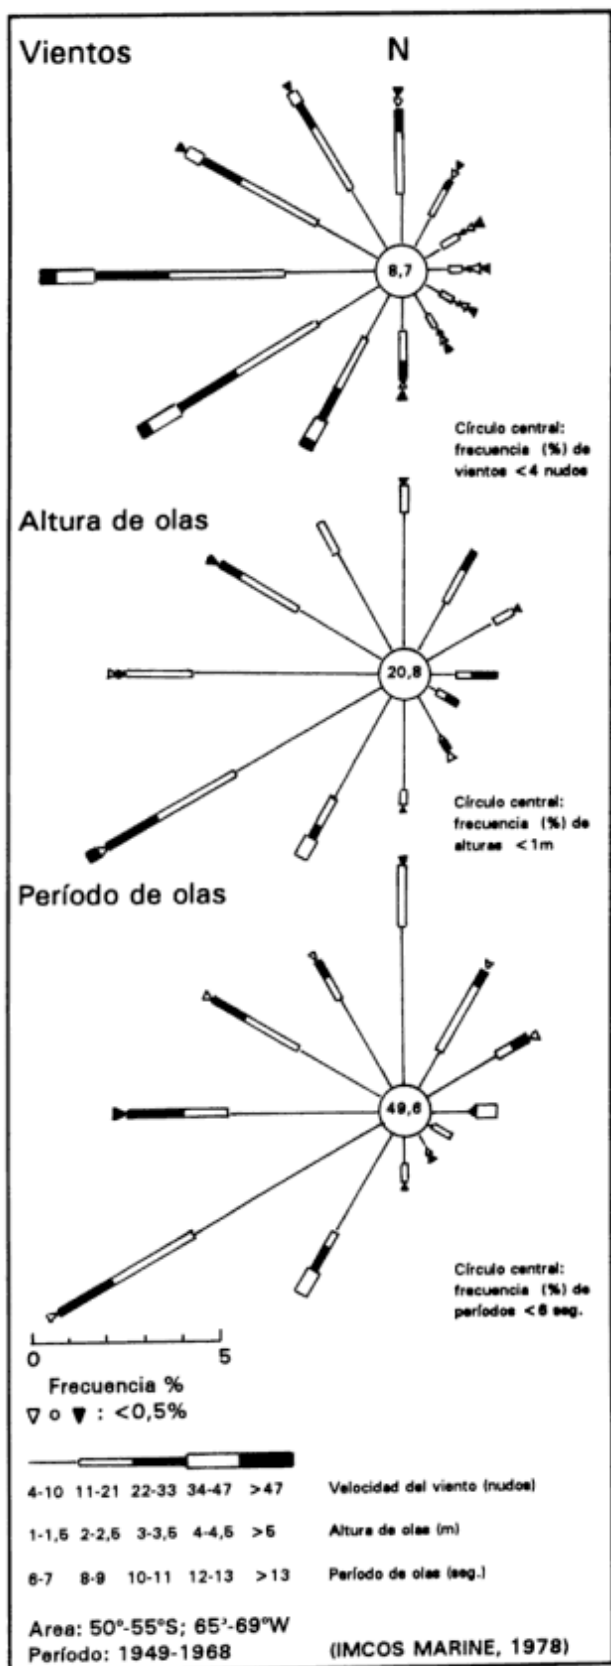 Vientos
N
8,7
Círculo central:
frecuencia (%) de
vientos <4 nudos
Altura de olas
20,8
Círculo central:
frecuencia (%) de
alturas <1m
Período de olas
49,6
Círculo central:
frecuencia (%) de
períodos <6 seg.
0 5
Frecuencia %
▽ o ▼ : <0,5%
4-10 11-21 22-33 34-47 >47 Velocidad del viento (nudos)
1-1,5 2-2,5 3-3,5 4-4,5 >5 Altura de olas (m)
6-7 8-9 10-11 12-13 >13 Período de olas (seg.)
Area: 50°-55°S; 65°-69°W
Período: 1949-1968 (IMCOS MARINE, 1978)